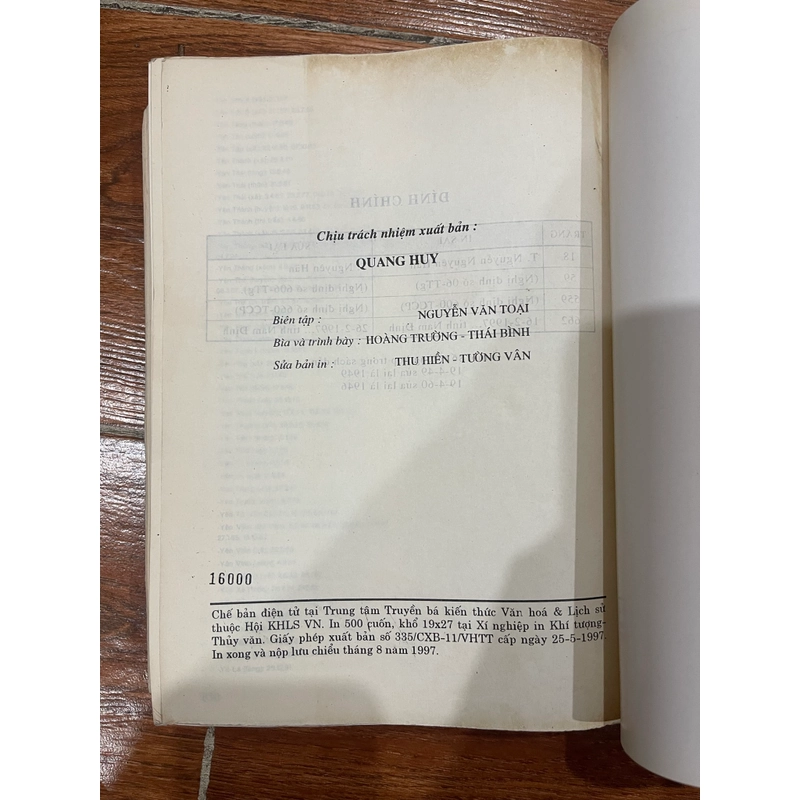 Chịu trách nhiệm xuất bản :
QUANG HUY
Biên tập : NGUYỄN VĂN TOẠI
Bìa và trình bày : HOÀNG TRƯỜNG - THÁI BÌNH
Sửa bản in : THU HIỀN - TƯỜNG VÂN
16000
Chế bản điện tử tại Trung tâm Truyền bá kiến thức Văn hoá & Lịch sử
thuộc Hội KHLS VN. In 500 cuốn, khổ 19x27 tại Xí nghiệp in Khí tượng-
Thủy văn. Giấy phép xuất bản số 335/CXB-11/VHTT cấp ngày 25-5-1997.
In xong và nộp lưu chiểu tháng 8 năm 1997.